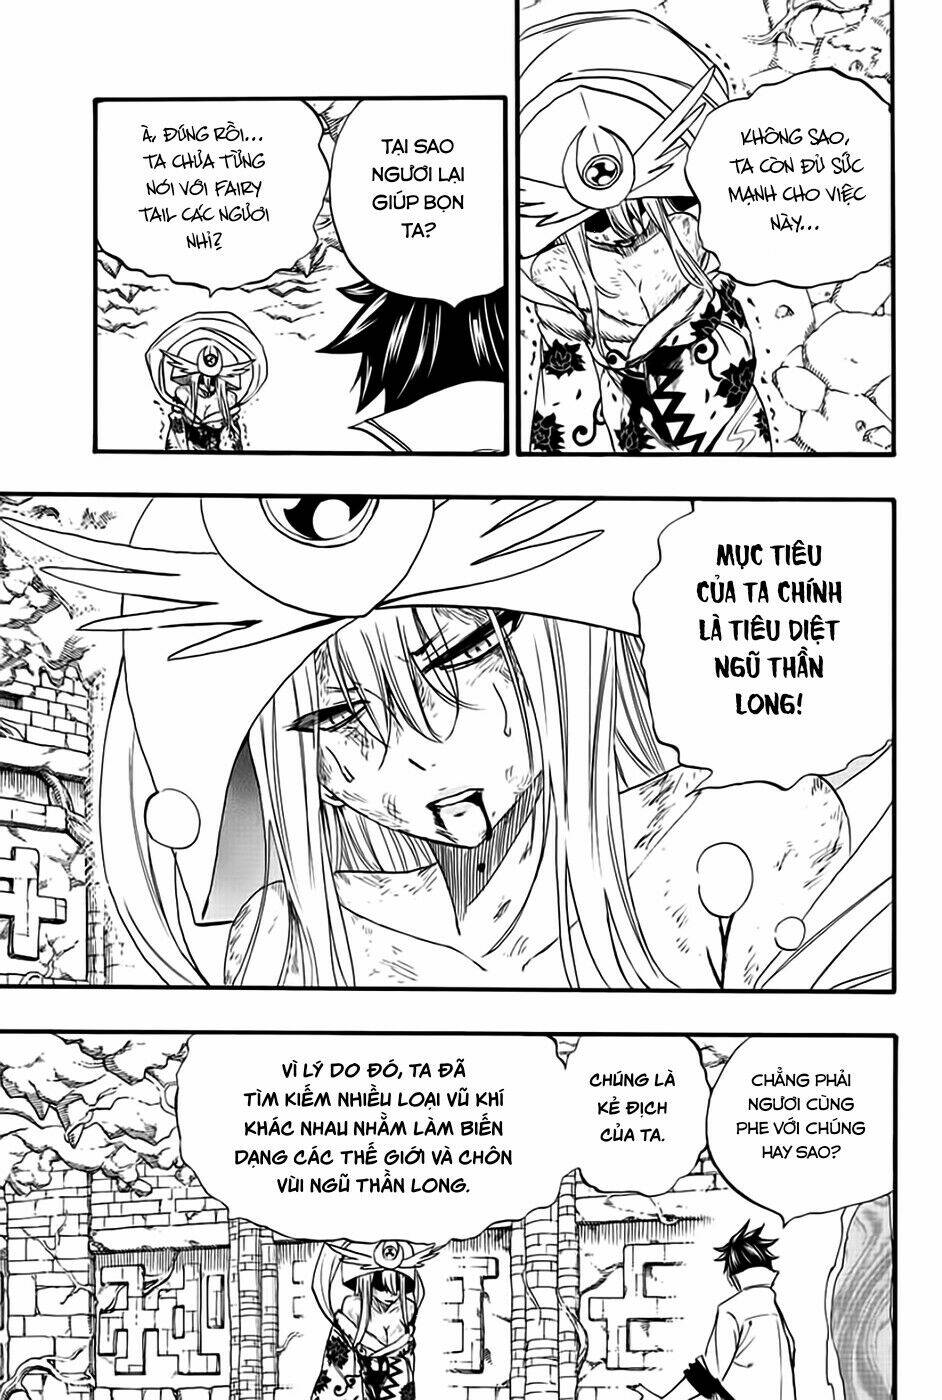 KHÔNG SAO,
TA CÒN ĐỦ SỨC
MẠNH CHO VIỆC
NÀY...
TẠI SAO
NGƯƠI LẠI
GIÚP BỌN
TA?
À, ĐÚNG RỒI...
TA CHƯA TỪNG
NÓI VỚI FAIRY
TAIL CÁC NGƯƠI
NHỈ?
MỤC TIÊU
CỦA TA CHÍNH
LÀ TIÊU DIỆT
NGŨ THẦN
LONG!
CHẲNG PHẢI
NGƯƠI CÙNG
PHE VỚI CHÚNG
HAY SAO?
CHÚNG LÀ
KẺ ĐỊCH
CỦA TA.
VÌ LÝ DO ĐÓ, TA ĐÃ
TÌM KIẾM NHIỀU LOẠI VŨ KHÍ
KHÁC NHAU NHẰM LÀM BIẾN
DẠNG CÁC THẾ GIỚI VÀ CHÔN
VÙI NGŨ THẦN LONG.